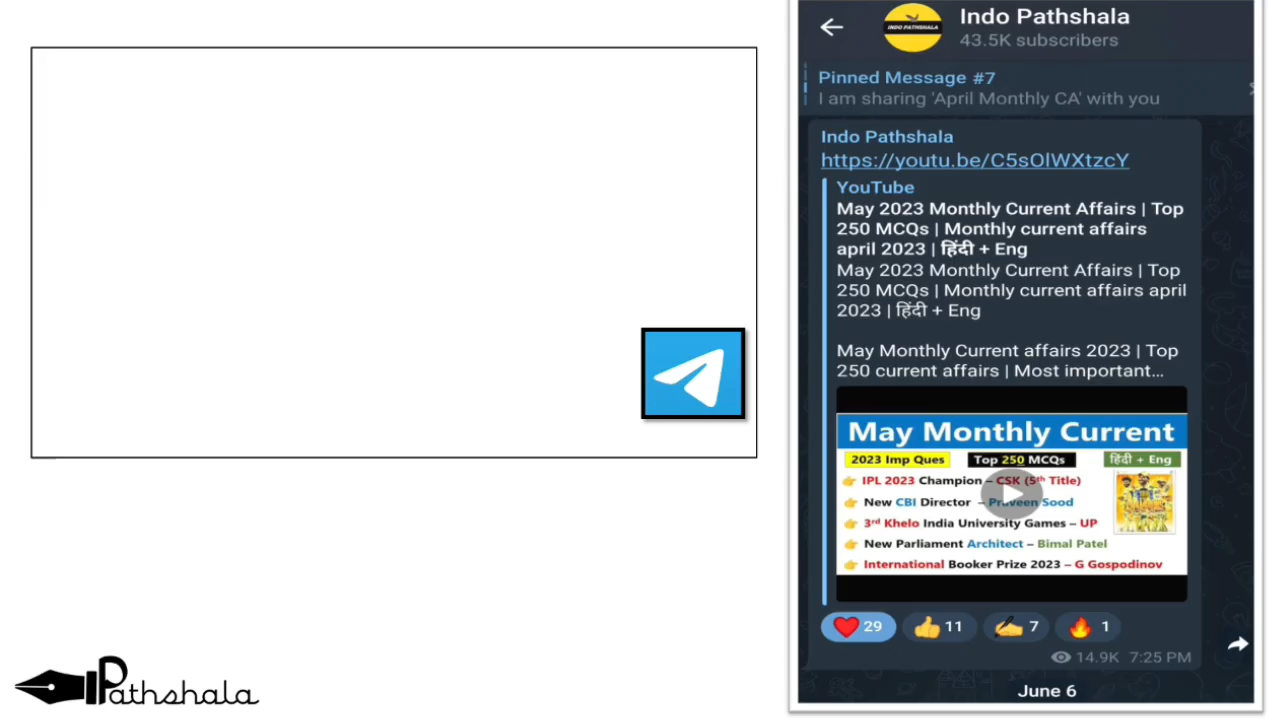 INDO PATHSHALA
Indo Pathshala
43.5K subscribers
Pinned Message #7
I am sharing 'April Monthly CA' with you
Indo Pathshala
https://youtu.be/C5sOlWXtzcY
YouTube
May 2023 Monthly Current Affairs | Top
250 MCQs | Monthly current affairs
april 2023 | हिंदी + Eng
May 2023 Monthly Current Affairs | Top
250 MCQs | Monthly current affairs april
2023 | हिंदी + Eng
May Monthly Current affairs 2023 | Top
250 current affairs | Most important...
May Monthly Current
2023 Imp Ques Top 250 MCQs हिंदी + Eng
👉 IPL 2023 Champion – CSK (5th Title)
👉 New CBI Director – Praveen Sood
👉 3rd Khelo India University Games – UP
👉 New Parliament Architect – Bimal Patel
👉 International Booker Prize 2023 – G Gospodinov
❤️ 29 👍 11 ✍️ 7 🔥 1
14.9K 7:25 PM
June 6
Pathshala